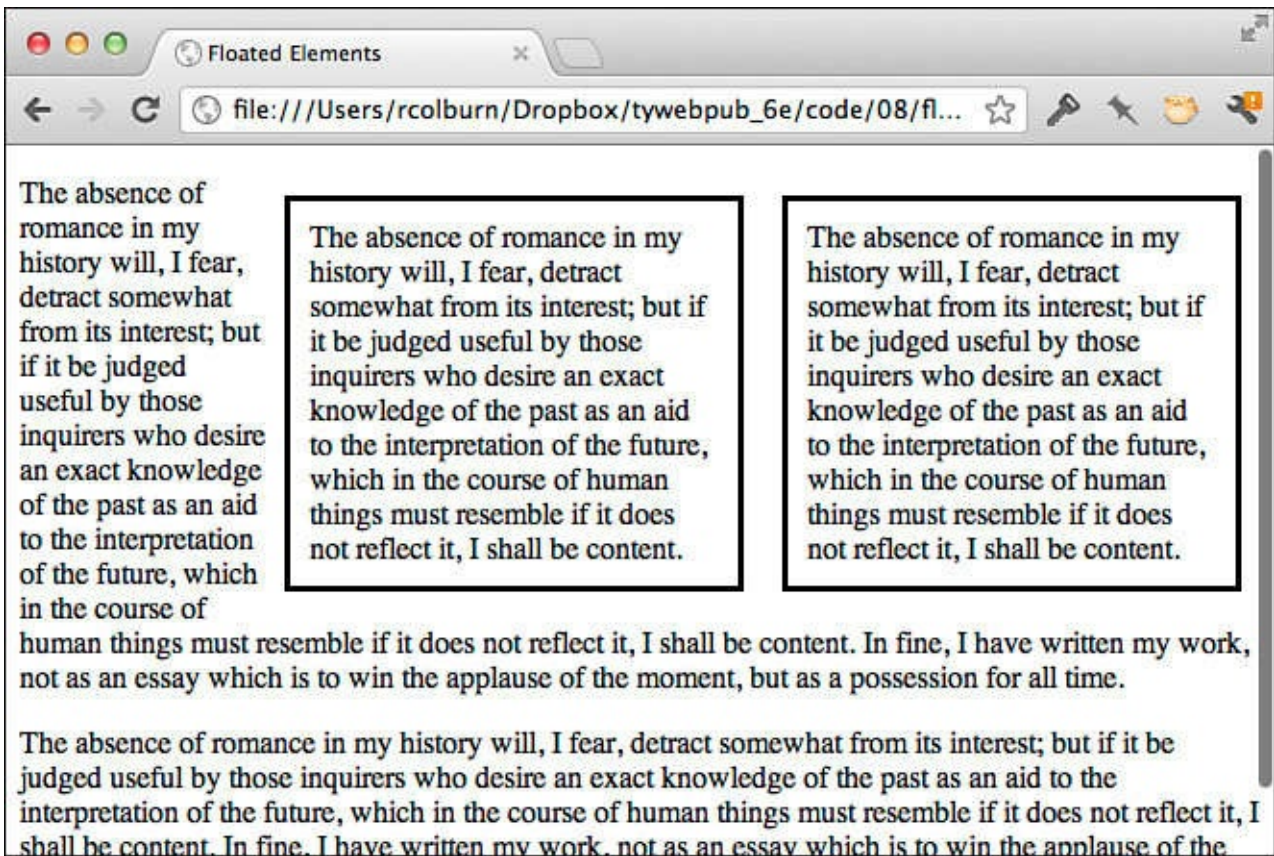 Floated Elements
file:///Users/rcolburn/Dropbox/tywebpub_6e/code/08/fl...
The absence of
romance in my
history will, I fear,
detract somewhat
from its interest; but
if it be judged
useful by those
inquirers who desire
an exact knowledge
of the past as an aid
to the interpretation
of the future, which
in the course of
human things must resemble if it does not reflect it, I shall be content. In fine, I have written my work,
not as an essay which is to win the applause of the moment, but as a possession for all time.
The absence of romance in my
history will, I fear, detract
somewhat from its interest; but if
it be judged useful by those
inquirers who desire an exact
knowledge of the past as an aid
to the interpretation of the future,
which in the course of human
things must resemble if it does
not reflect it, I shall be content.
The absence of romance in my
history will, I fear, detract
somewhat from its interest; but if
it be judged useful by those
inquirers who desire an exact
knowledge of the past as an aid
to the interpretation of the future,
which in the course of human
things must resemble if it does
not reflect it, I shall be content.
The absence of romance in my history will, I fear, detract somewhat from its interest; but if it be
judged useful by those inquirers who desire an exact knowledge of the past as an aid to the
interpretation of the future, which in the course of human things must resemble if it does not reflect it, I
shall be content. In fine, I have written my work, not as an essay which is to win the applause of the